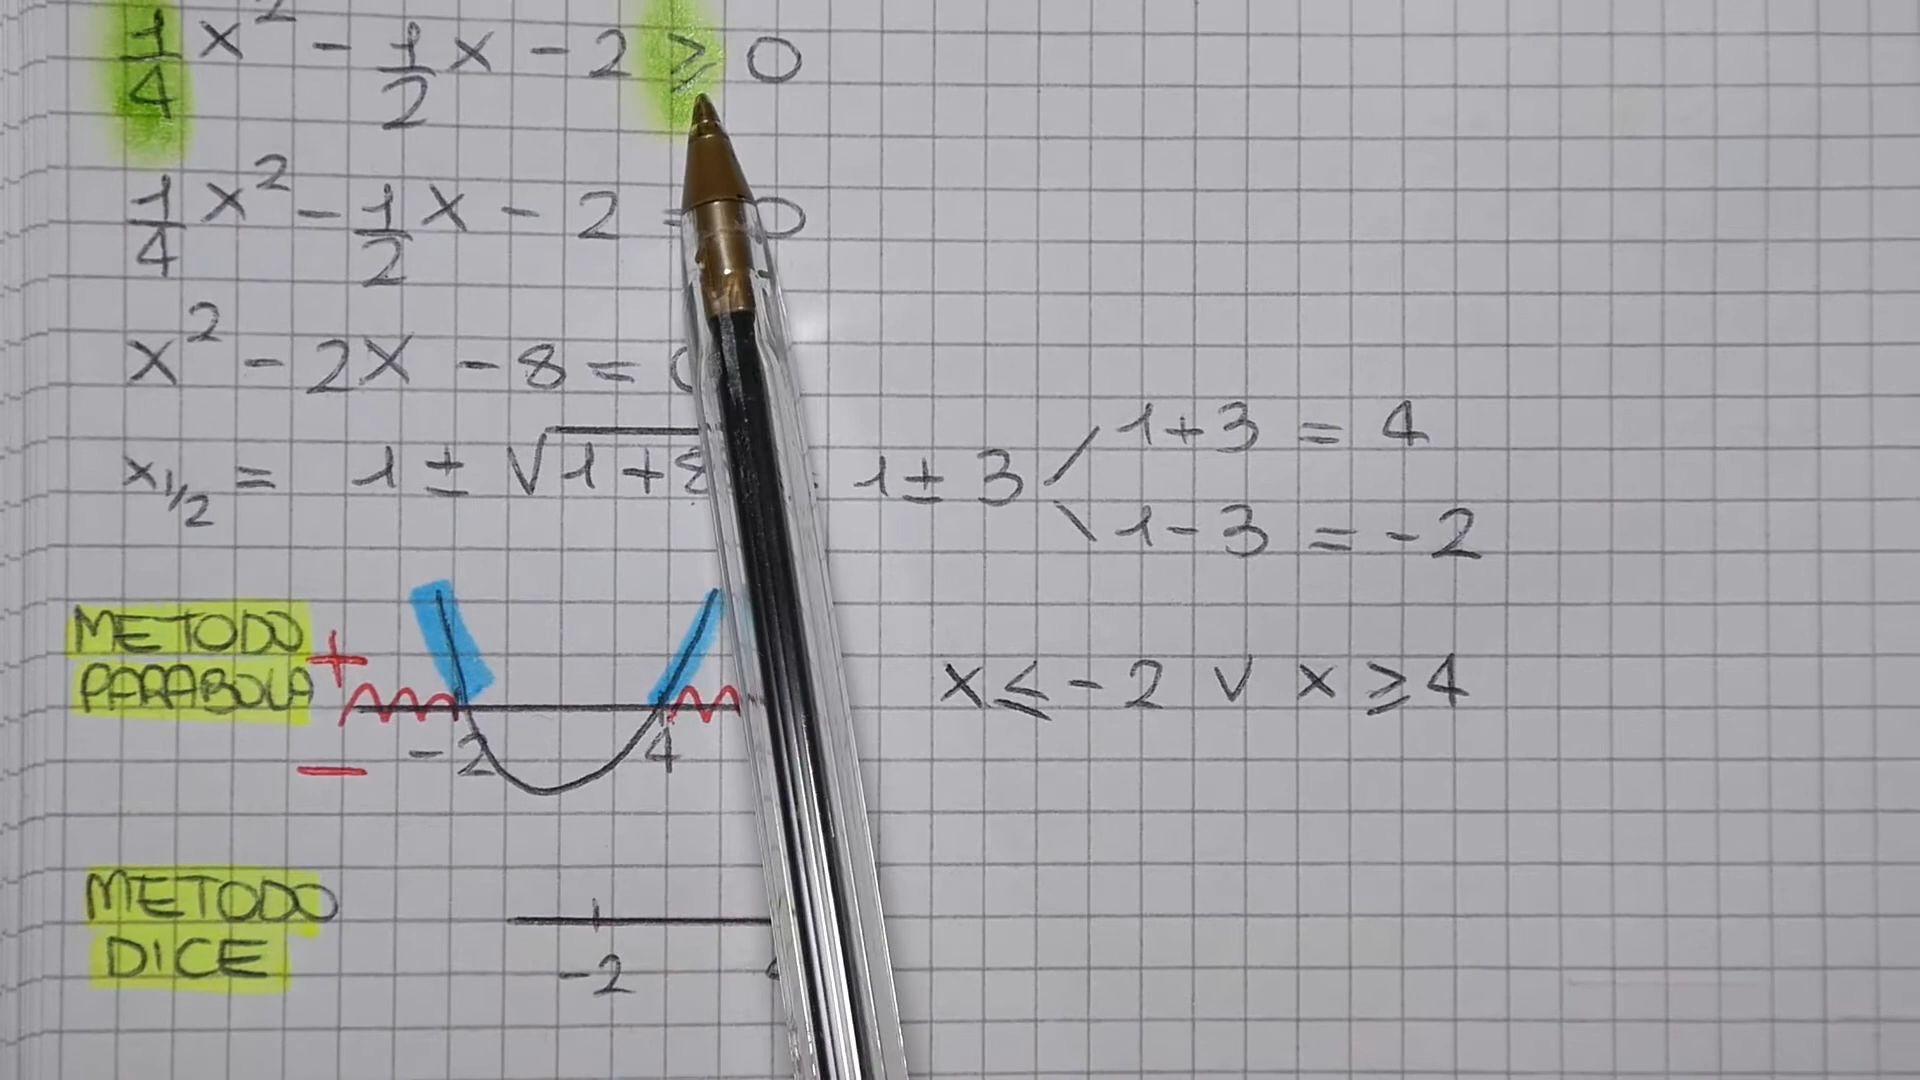 1/4 x² - 1/2 x - 2 ≥ 0
1/4 x² - 1/2 x - 2 = 0
x² - 2x - 8 =
x1/2 = 1 ± √1+8 1 ± 3
1+3 = 4
1-3 = -2
METODO
PARABOLA
+
-
-2 4
x ≤ -2 ∨ x ≥ 4
METODO
DICE
-2